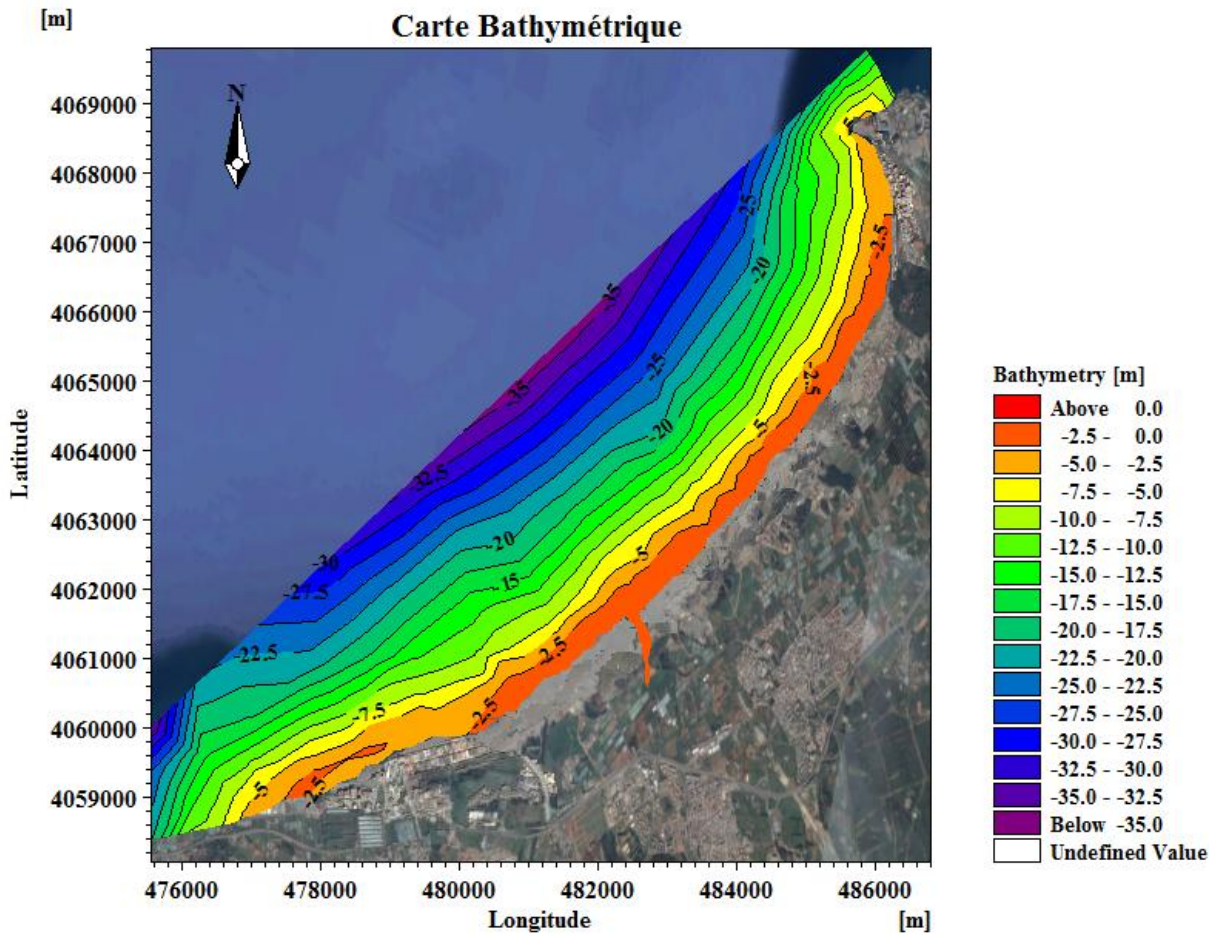 [m]
Carte Bathymétrique
N
4069000
4068000
4067000
4066000
4065000
4064000
4063000
4062000
4061000
4060000
4059000
Latitude
-5
-25
-2.5
-20
-35
-2.5
-25
-35
-5
-20
-32.5
-20
-5
-30
-15
-27.5
-22.5
-2.5
-7.5
-2.5
-5
-2.5
476000 478000 480000 482000 484000 486000
Longitude [m]
Bathymetry [m]
Above 0.0
-2.5 - 0.0
-5.0 - -2.5
-7.5 - -5.0
-10.0 - -7.5
-12.5 - -10.0
-15.0 - -12.5
-17.5 - -15.0
-20.0 - -17.5
-22.5 - -20.0
-25.0 - -22.5
-27.5 - -25.0
-30.0 - -27.5
-32.5 - -30.0
-35.0 - -32.5
Below -35.0
Undefined Value